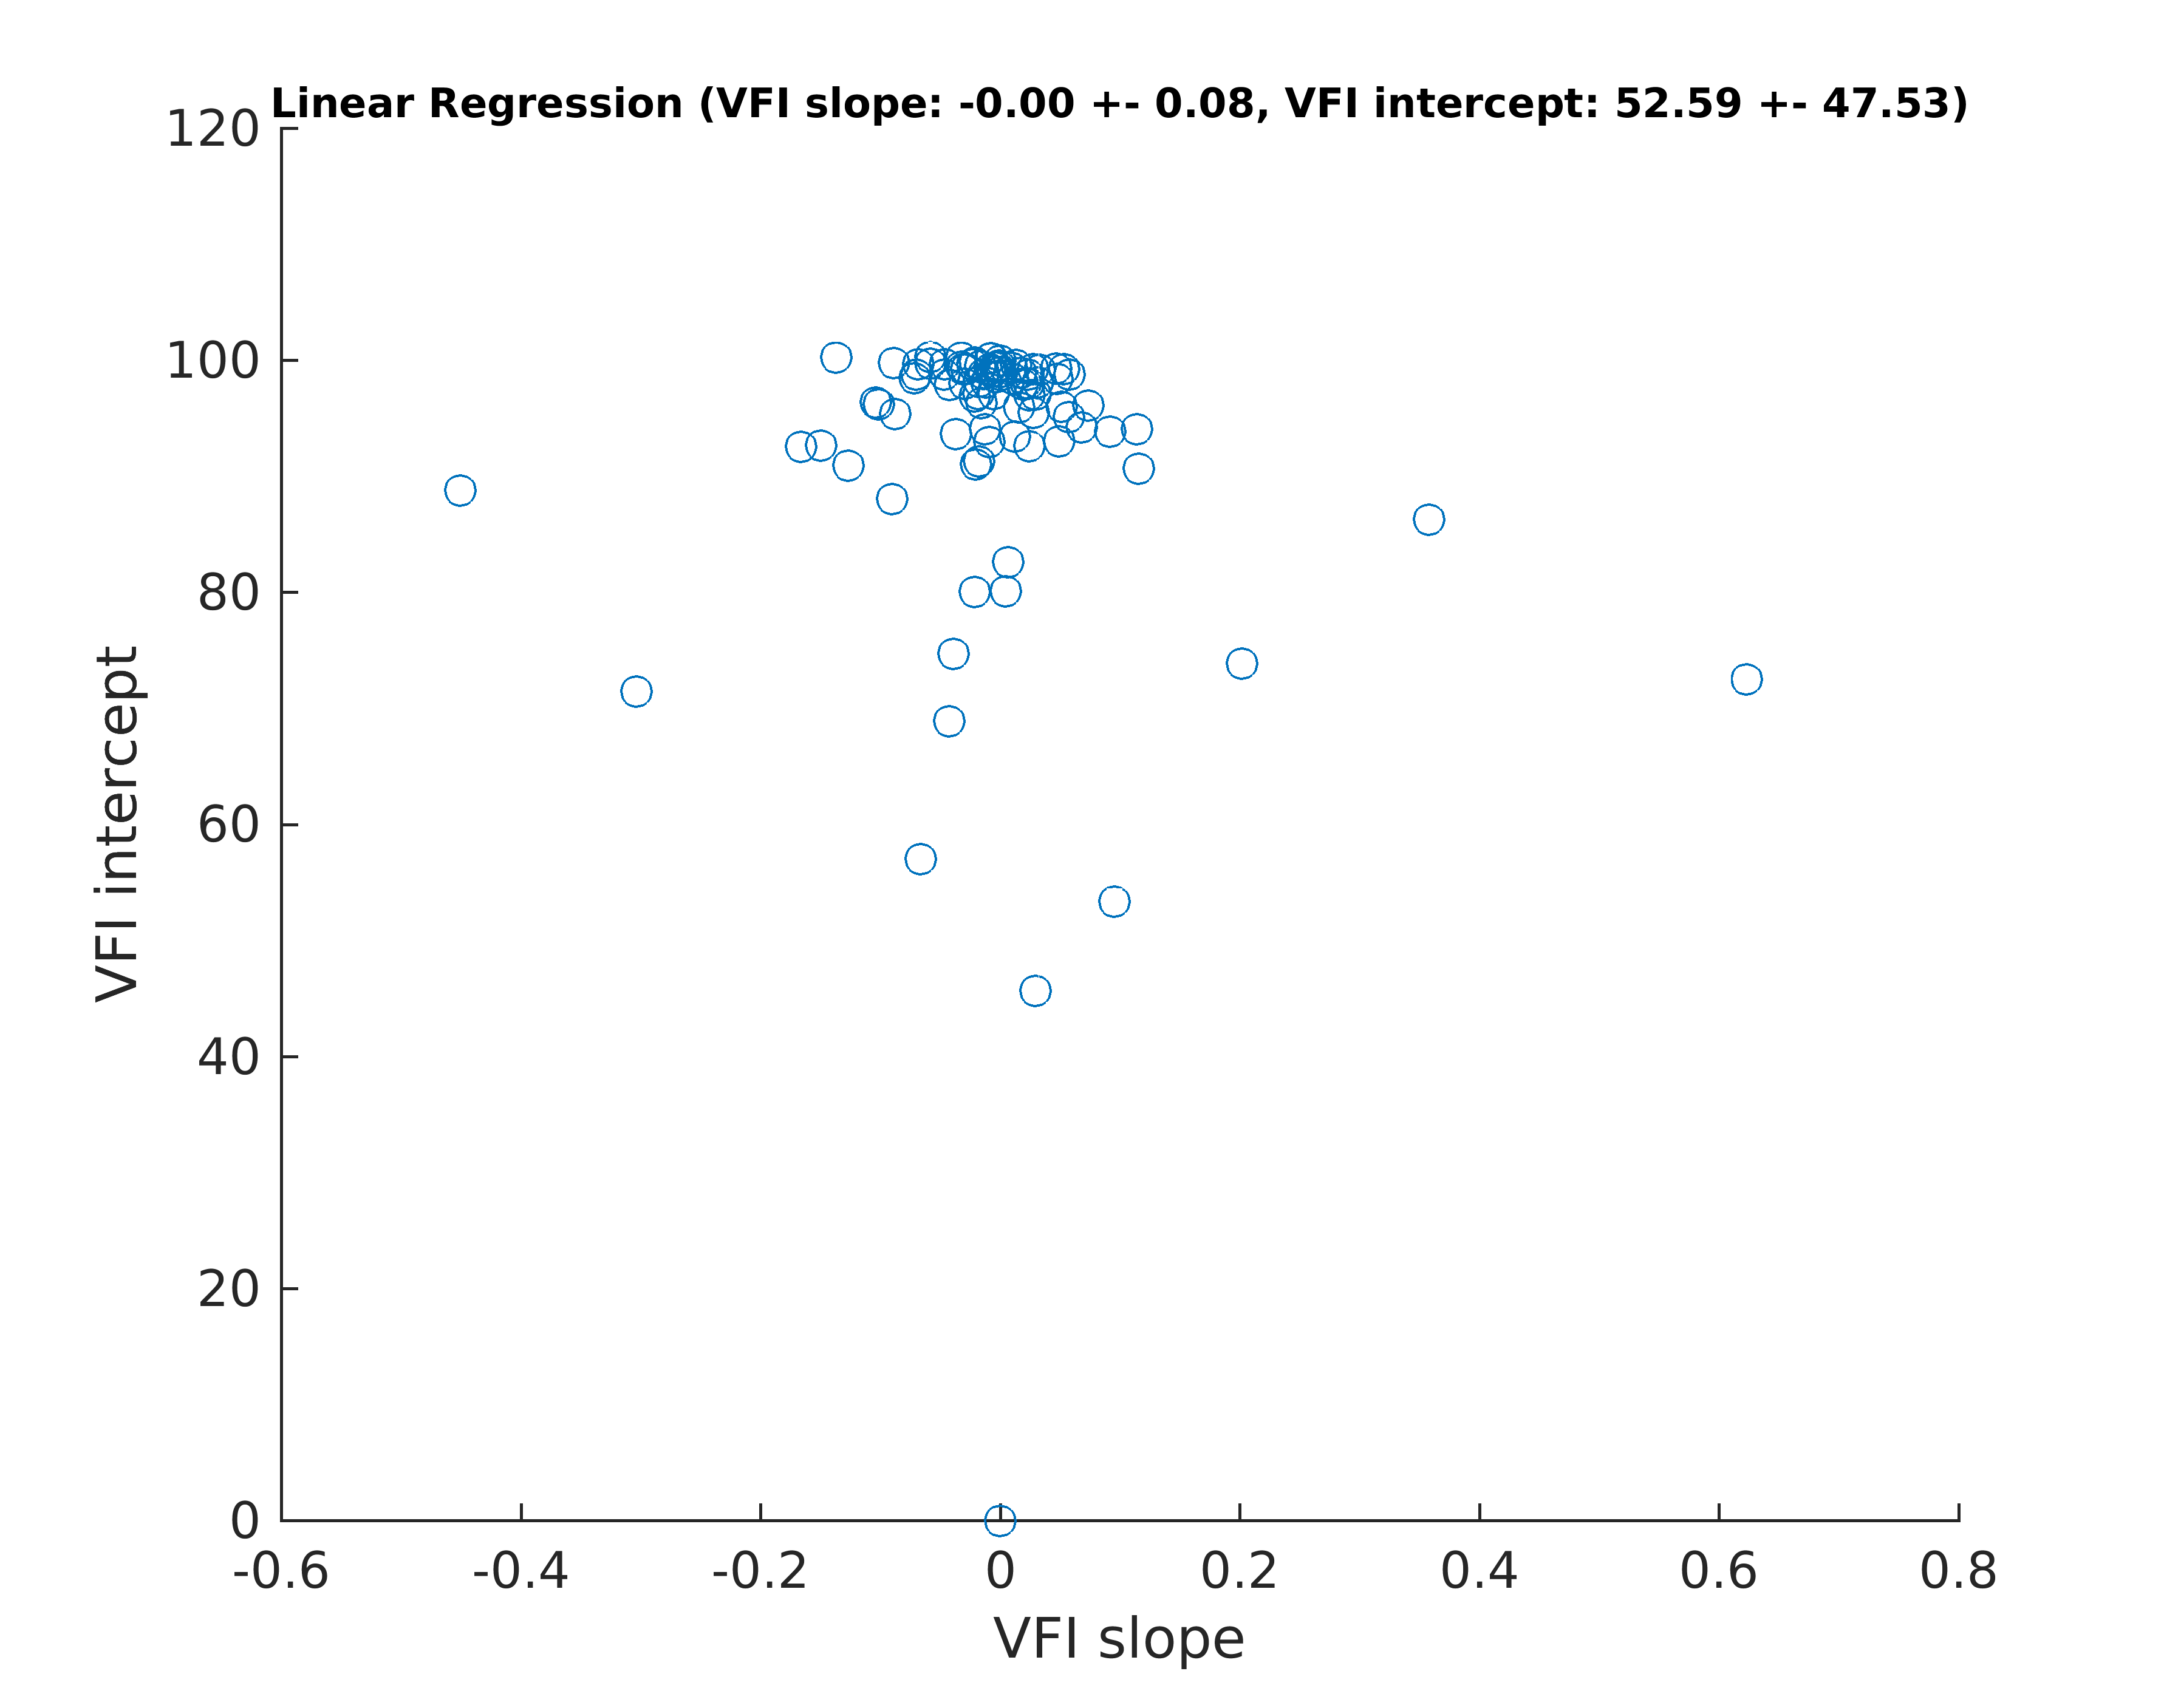 Linear Regression (VFI slope: -0.00 +- 0.08, VFI intercept: 52.59 +- 47.53)
120
100
80
60
40
20
0
VFI intercept
-0.6 -0.4 -0.2 0 0.2 0.4 0.6 0.8
VFI slope